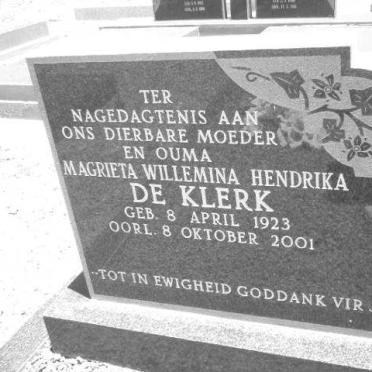 TER
NAGEDAGTENIS AAN
ONS DIERBARE MOEDER
EN OUMA
MAGRIETA WILLEMINA HENDRIKA
DE KLERK
GEB. 8 APRIL 1923
OORL. 8 OKTOBER 2001
..TOT IN EWIGHEID GODDANK VIR